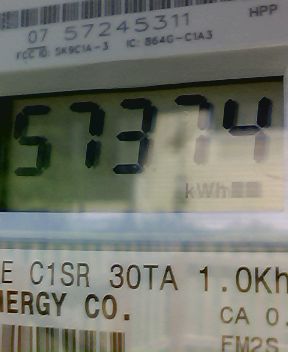 HPP
07 57245311
FCC ID: SK9C1A-3 IC: 864G-C1A3
57374
kWh
E C1SR 30TA 1.0Kh
NERGY CO.
CA 0.
FM2S